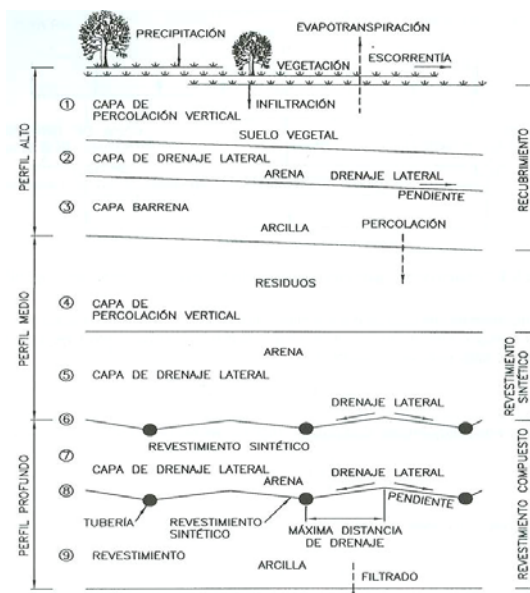 PRECIPITACIÓN
EVAPOTRANSPIRACIÓN
VEGETACIÓN
ESCORRENTÍA
① CAPA DE
PERCOLACIÓN VERTICAL
INFILTRACIÓN
SUELO VEGETAL
② CAPA DE DRENAJE LATERAL
ARENA
DRENAJE LATERAL
PENDIENTE
③ CAPA BARRENA
ARCILLA
PERCOLACIÓN
PERFIL ALTO
RECUBRIMIENTO
RESIDUOS
④ CAPA DE
PERCOLACIÓN VERTICAL
PERFIL MEDIO
ARENA
⑤ CAPA DE DRENAJE LATERAL
REVESTIMIENTO
SINTÉTICO
DRENAJE LATERAL
⑥
REVESTIMIENTO SINTÉTICO
⑦
CAPA DE DRENAJE LATERAL
ARENA
DRENAJE LATERAL
⑧
PENDIENTE
TUBERÍA
REVESTIMIENTO
SINTÉTICO
MÁXIMA DISTANCIA
DE DRENAJE
⑨ REVESTIMIENTO
ARCILLA
FILTRADO
PERFIL PROFUNDO
REVESTIMIENTO COMPUESTO